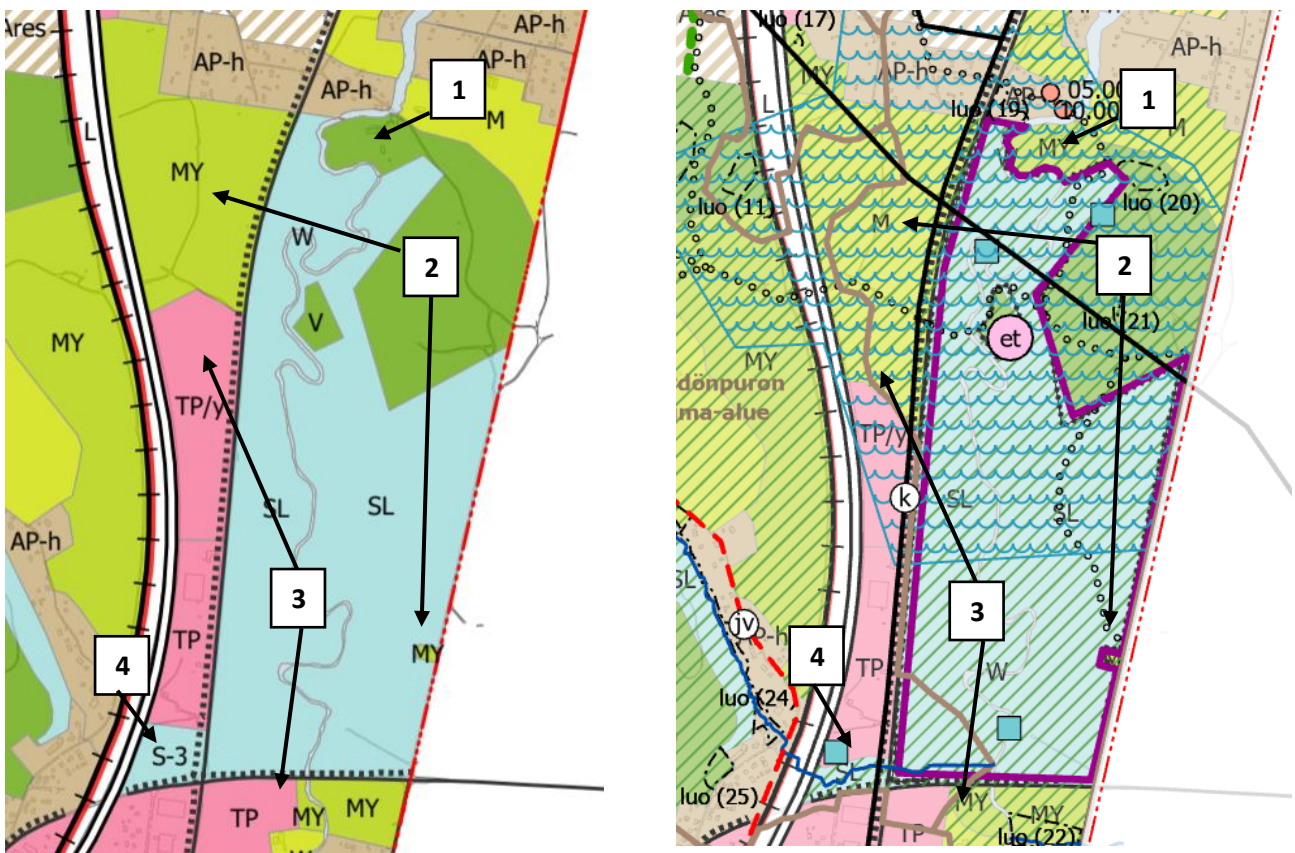 Ares
AP-h
AP-h
AP-h
AP-h
1
M
L
MY
W
2
V
MY
TP/y
SL
SL
AP-h
3
4
TP
MY
S-3
TP
MY
MY
luo (17)
MY
AP-h
AP-h
L
05.00
10.00
luo (19)
1
M
MY
luo (11)
luo (20)
M
2
luo (21)
et
MY
dönpuron
ma-alue
TP/y
k
SL
SL
3
SL
jv
P-h
4
TP
W
luo (24)
SL
luo (25)
MY
TP
MY
luo (22)